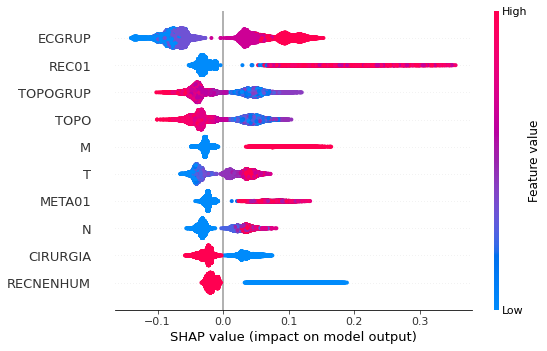 High
ECGRUP
REC01
TOPOGRUP
TOPO
M
T
META01
N
CIRURGIA
RECNENHUM
Feature value
Low
−0.1 0.0 0.1 0.2 0.3
SHAP value (impact on model output)